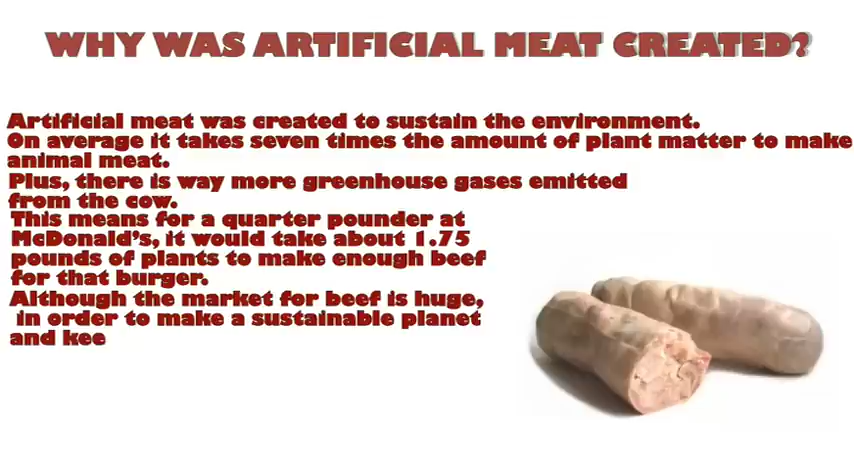 WHY WAS ARTIFICIAL MEAT CREATED?
Artificial meat was created to sustain the environment.
On average it takes seven times the amount of plant matter to make
animal meat.
Plus, there is way more greenhouse gases emitted
from the cow.
This means for a quarter pounder at
McDonald's, it would take about 1.75
pounds of plants to make enough beef
for that burger.
Although the market for beef is huge,
in order to make a sustainable planet
and kee